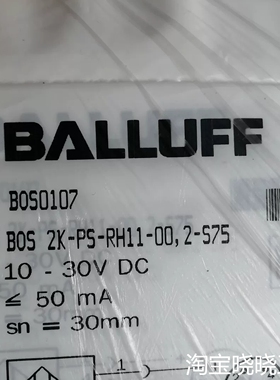 BALLUFF
BOS0107
BOS 2K-PS-RH11-00,2-S75
10 - 30V DC
≤ 50 mA
sn = 30mm
1
淘宝晓晓